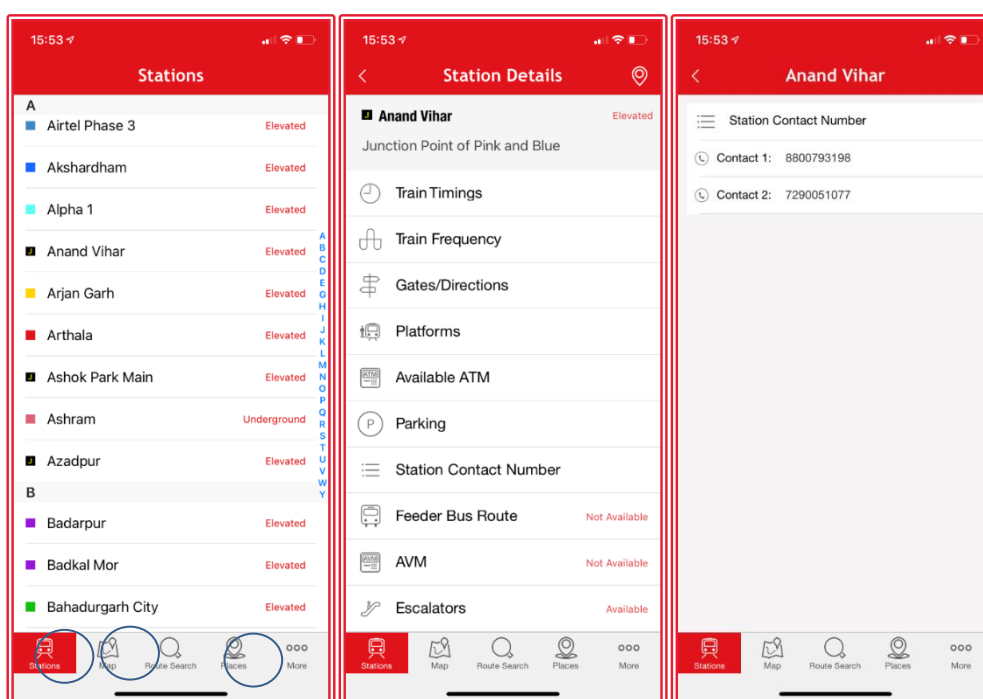 15:53
Stations
A
Airtel Phase 3 Elevated
Akshardham Elevated
Alpha 1 Elevated
Anand Vihar Elevated
Arjan Garh Elevated
Arthala Elevated
Ashok Park Main Elevated
Ashram Underground
Azadpur Elevated
B
Badarpur Elevated
Badkal Mor Elevated
Bahadurgarh City Elevated
A
B
C
D
E
G
H
I
J
K
L
M
N
O
P
Q
R
S
T
U
V
W
Y
Stations Map Route Search Places More
15:53
Station Details
J Anand Vihar Elevated
Junction Point of Pink and Blue
Train Timings
Train Frequency
Gates/Directions
Platforms
ATM Available ATM
P Parking
Station Contact Number
Feeder Bus Route Not Available
AVM AVM Not Available
Escalators Available
Stations Map Route Search Places More
15:53
Anand Vihar
Station Contact Number
Contact 1: 8800793198
Contact 2: 7290051077
Stations Map Route Search Places More